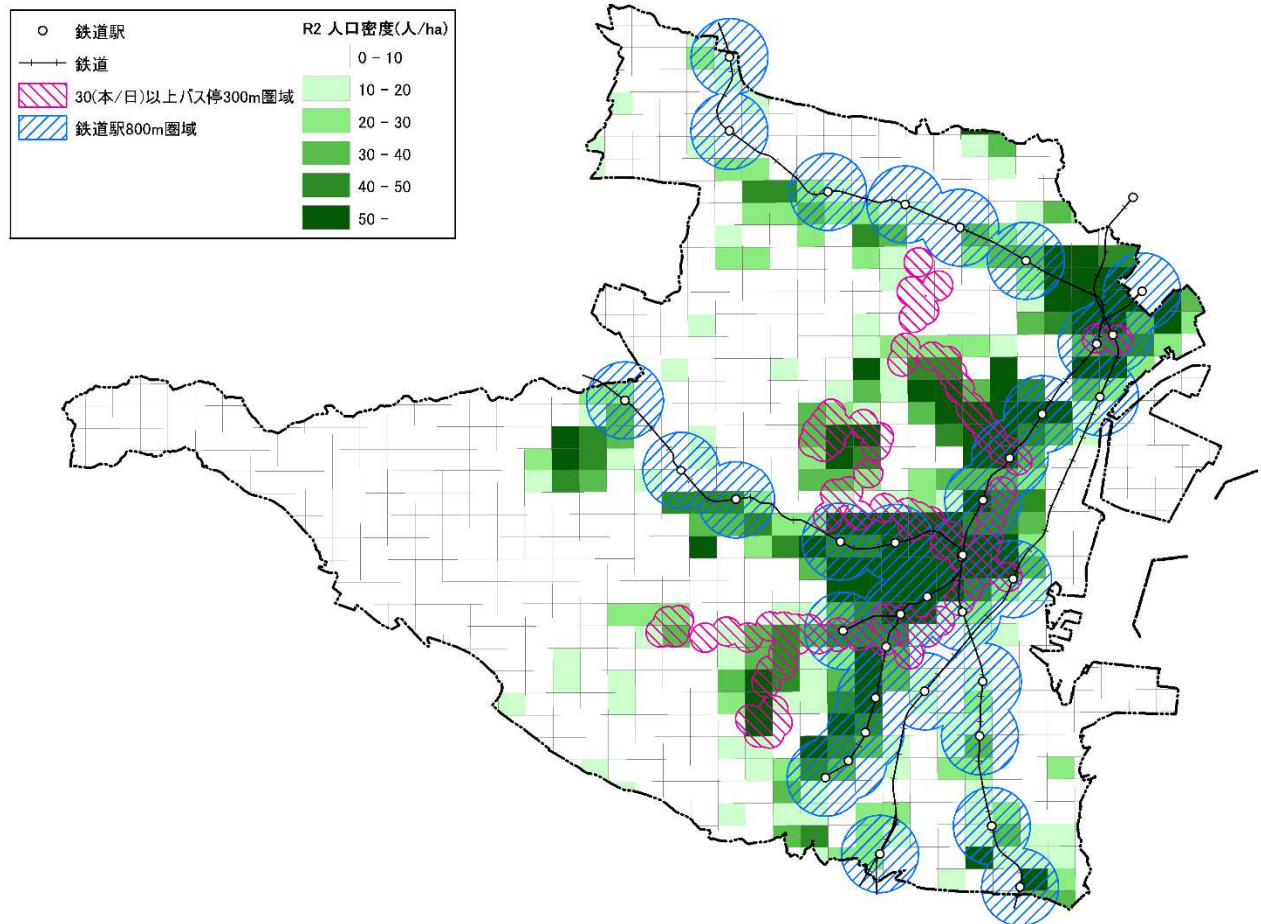 鉄道駅
鉄道
30(本/日)以上バス停300m圏域
鉄道駅800m圏域
R2 人口密度(人/ha)
0 - 10
10 - 20
20 - 30
30 - 40
40 - 50
50 -